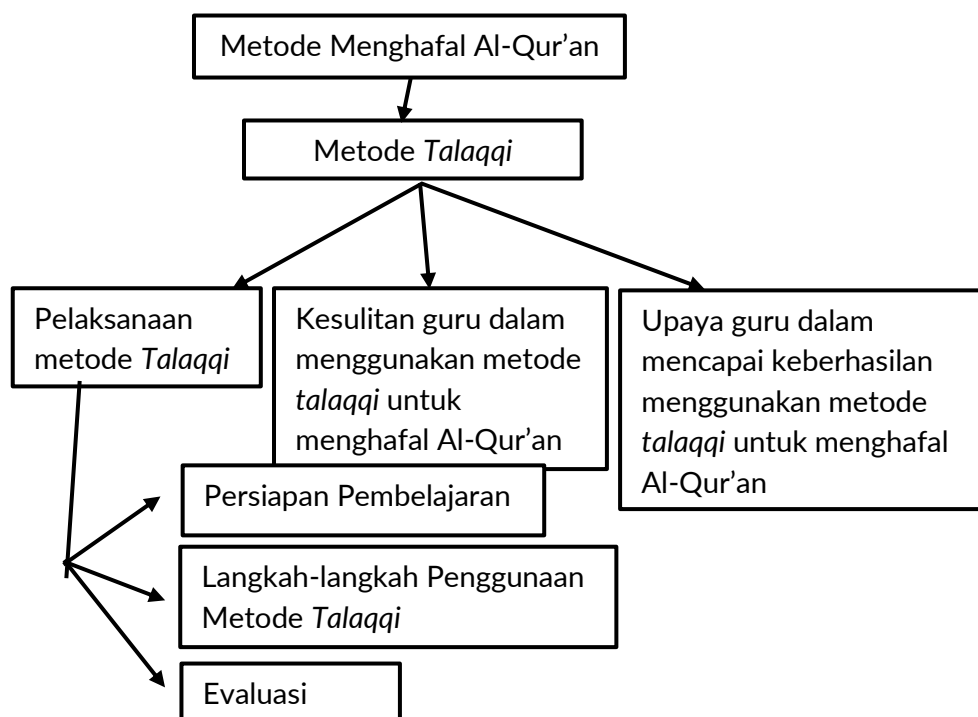 Metode Menghafal Al-Qur’an
Metode Talaqqi
Pelaksanaan
metode Talaqqi
Kesulitan guru dalam
menggunakan metode
talaqqi untuk
menghafal Al-Qur’an
Upaya guru dalam
mencapai keberhasilan
menggunakan metode
talaqqi untuk menghafal
Al-Qur’an
Persiapan Pembelajaran
Langkah-langkah Penggunaan
Metode Talaqqi
Evaluasi